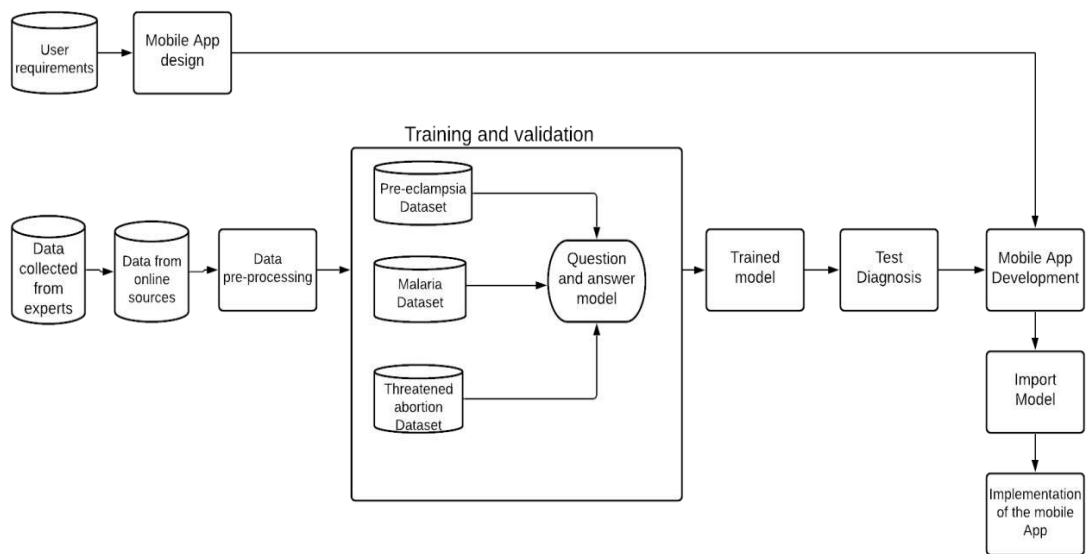 User
requirements
Mobile App
design
Training and validation
Pre-eclampsia
Dataset
Data
collected
from
experts
Data from
online
sources
Data
pre-processing
Malaria
Dataset
Question
and answer
model
Threatened
abortion
Dataset
Trained
model
Test
Diagnosis
Mobile App
Development
Import
Model
Implementation
of the mobile
App